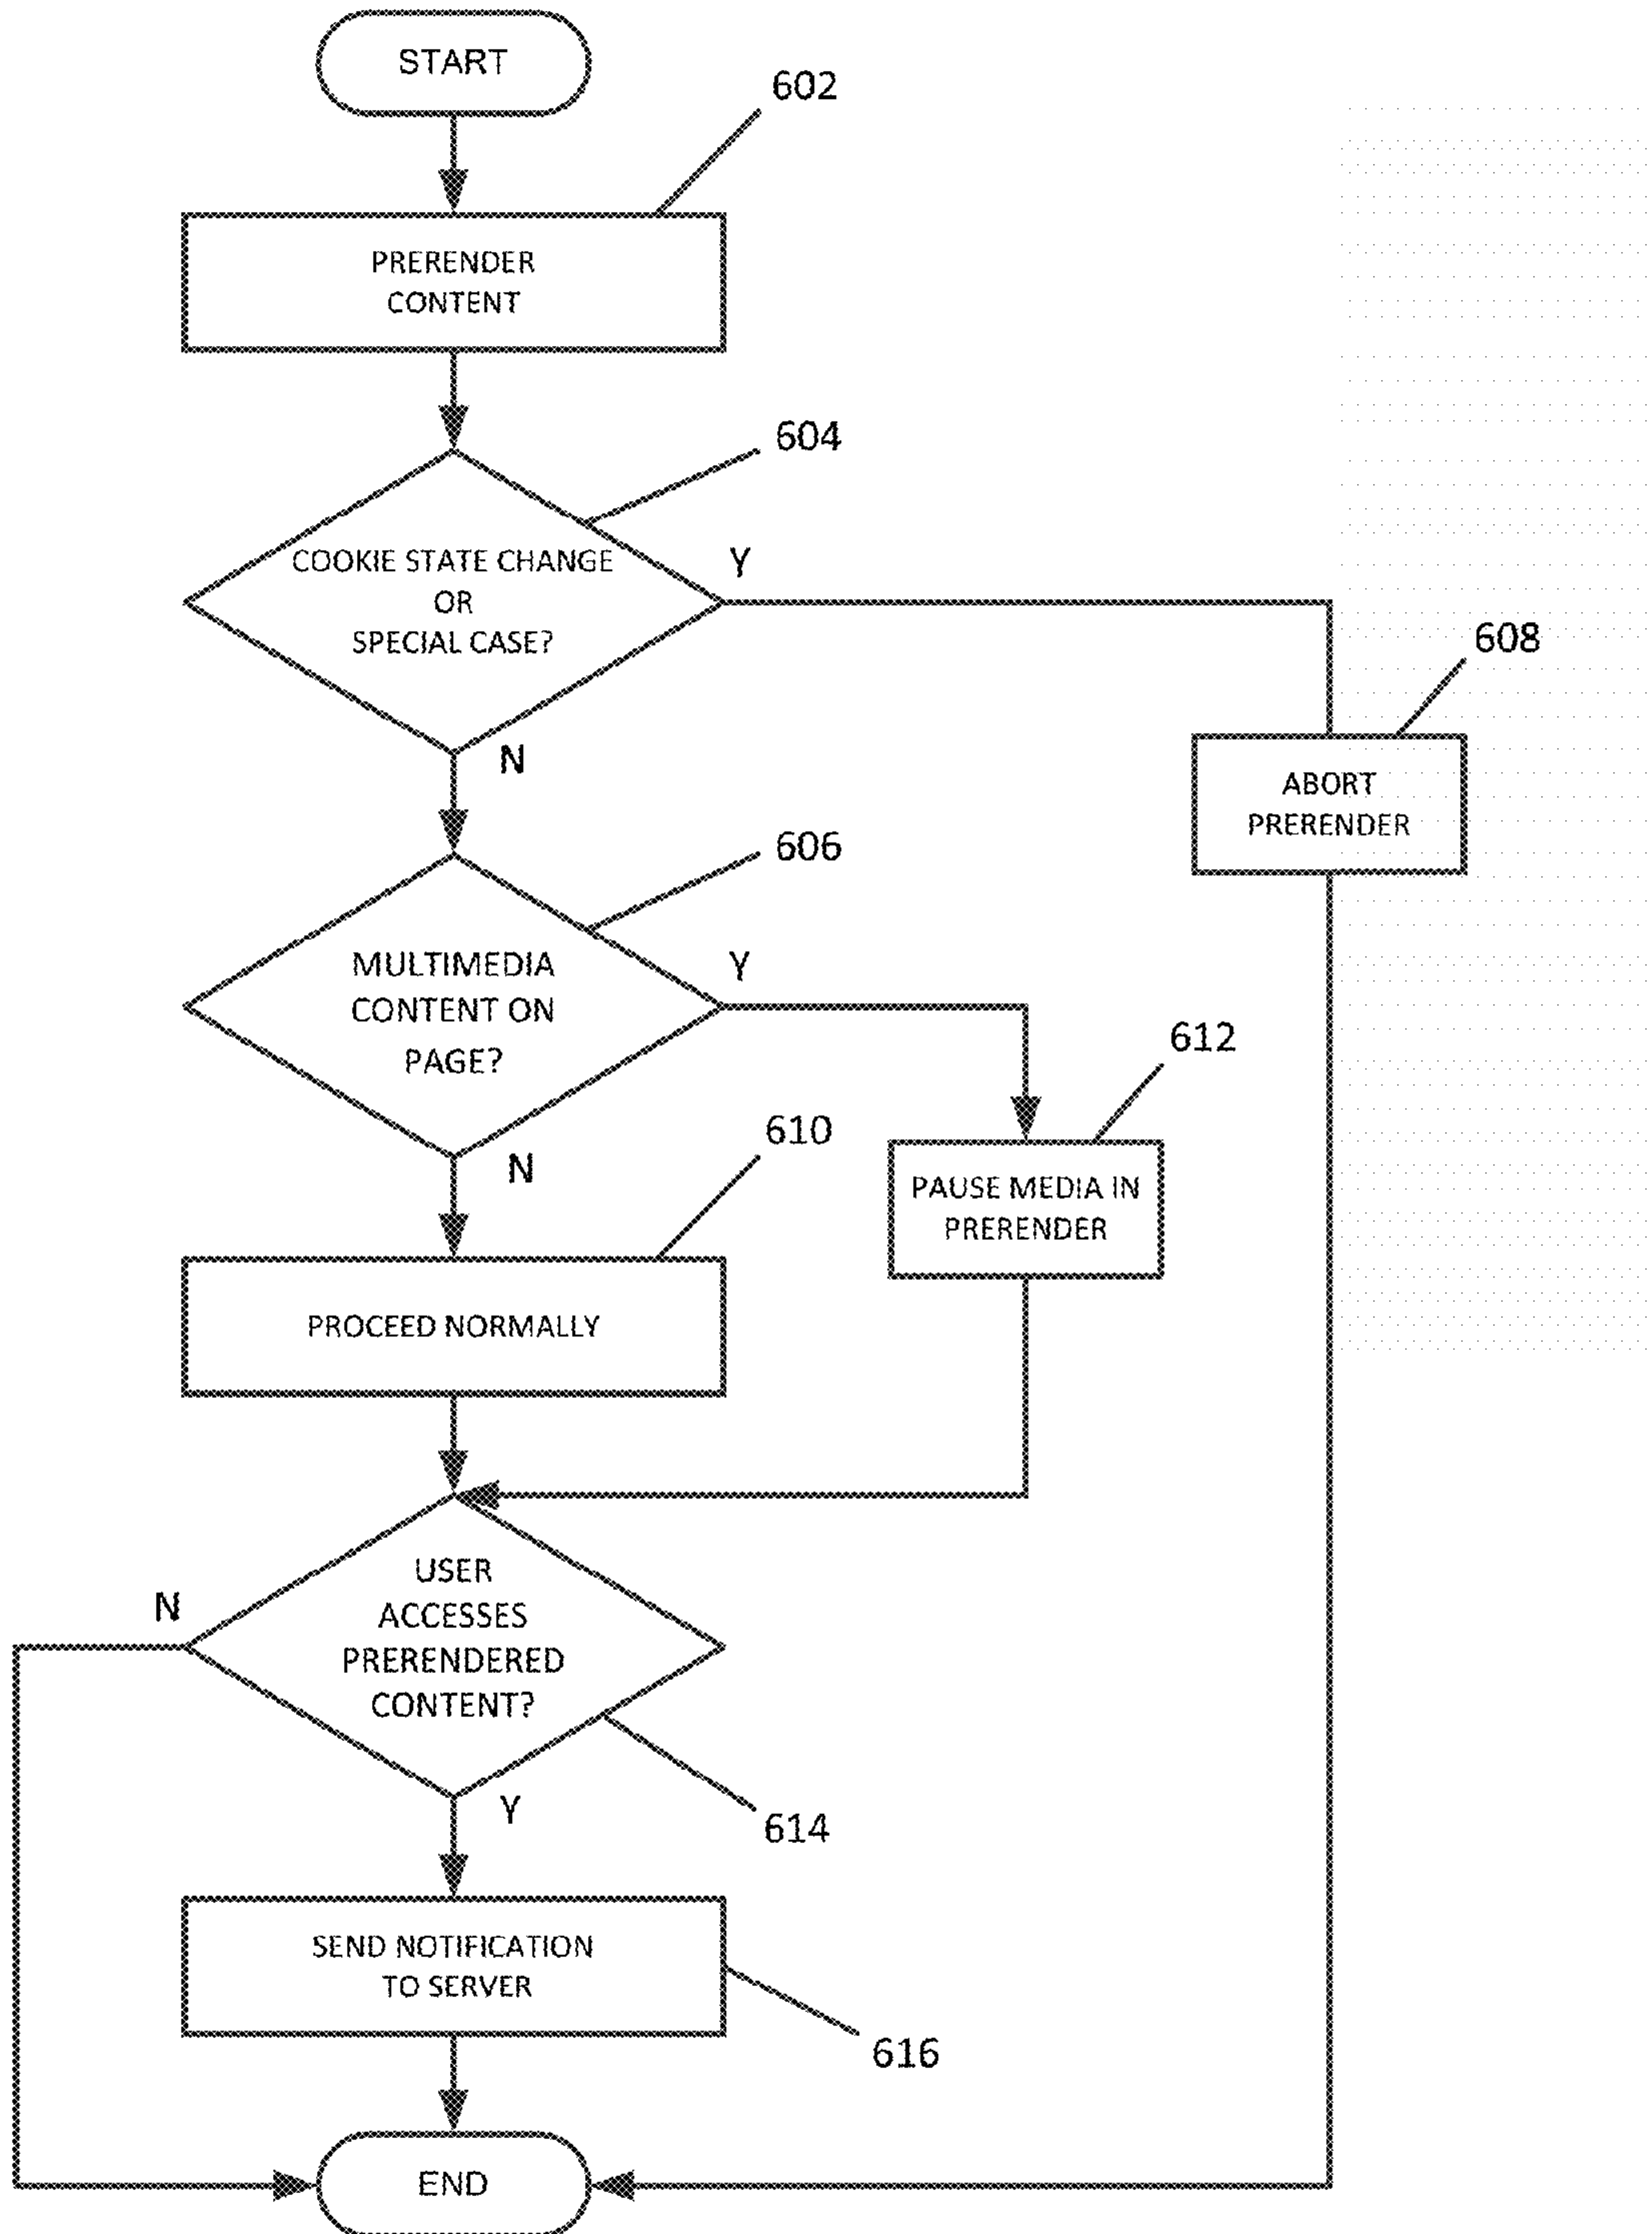 START
602
PRERENDER
CONTENT
604
COOKIE STATE CHANGE
OR
SPECIAL CASE?
Y
N
608
ABORT
PRERENDER
606
MULTIMEDIA
CONTENT ON
PAGE?
Y
N
612
PAUSE MEDIA IN
PRERENDER
610
PROCEED NORMALLY
USER
ACCESSES
PRERENDERED
CONTENT?
N
Y
614
SEND NOTIFICATION
TO SERVER
616
END